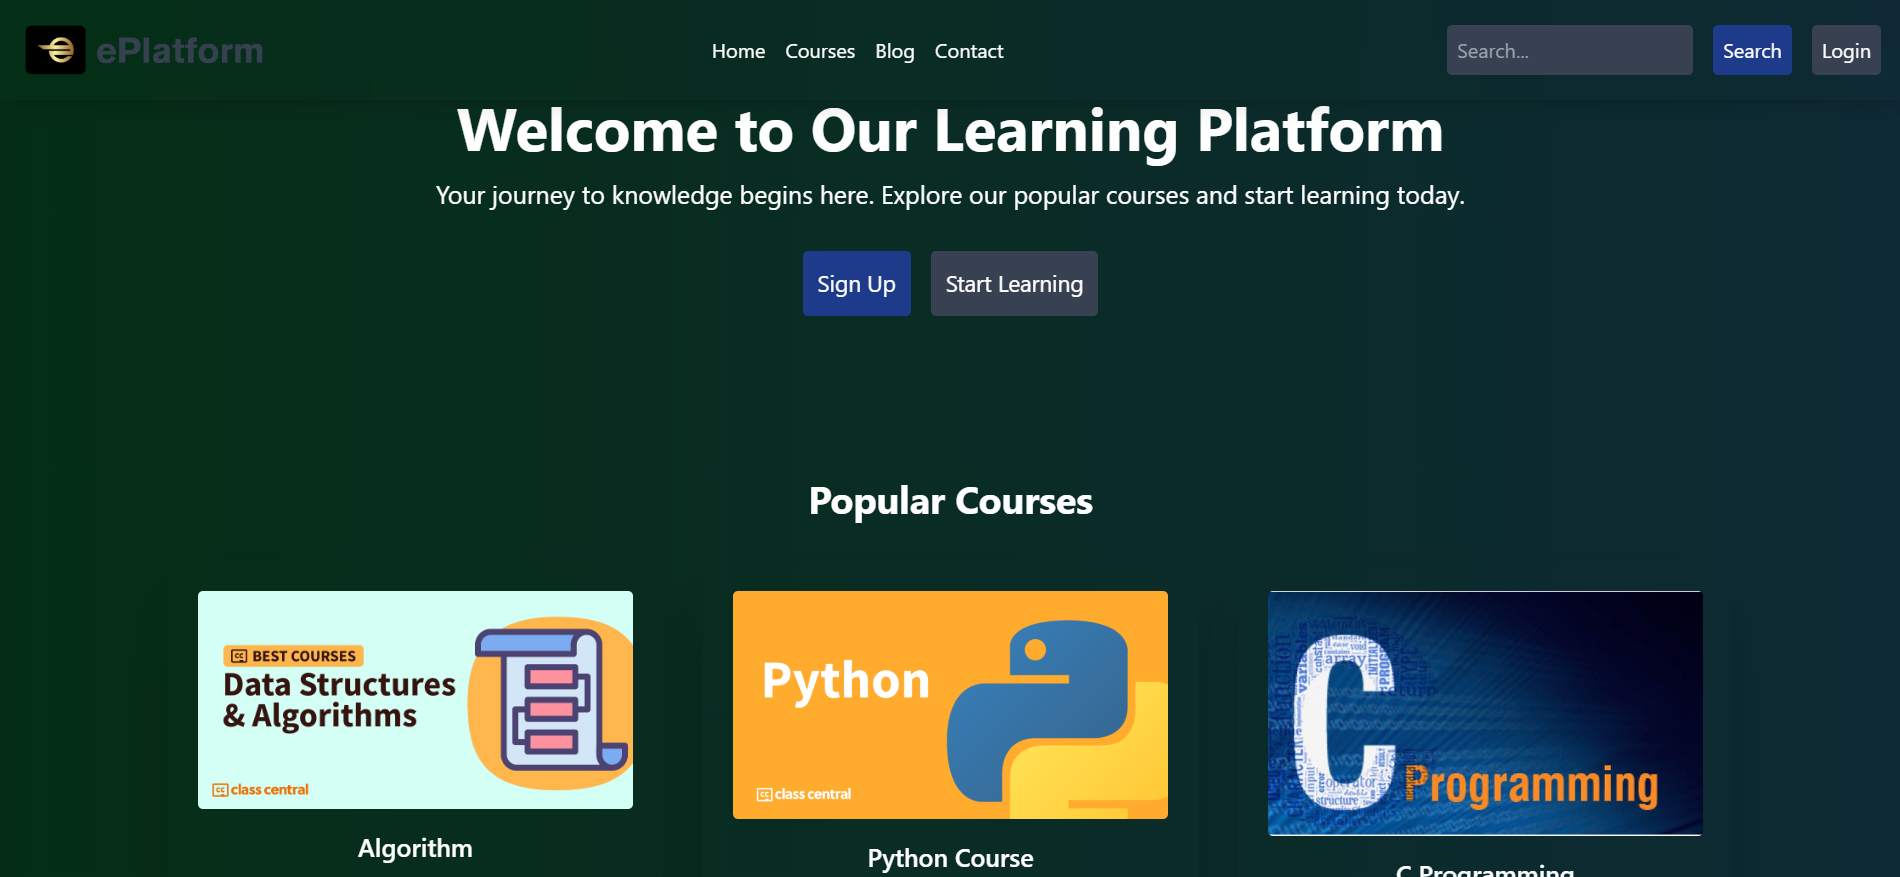 ePlatform
Home Courses Blog Contact
Search...
Search
Login
Welcome to Our Learning Platform
Your journey to knowledge begins here. Explore our popular courses and start learning today.
Sign Up
Start Learning
Popular Courses
BEST COURSES
Data Structures
& Algorithms
class central
Algorithm
Python
class central
Python Course
C
Programming
C Programming